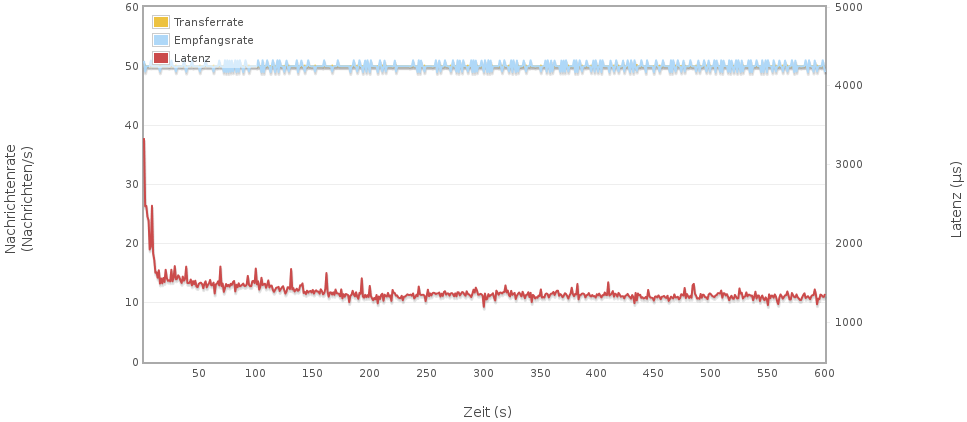 60
50
40
30
20
10
0
Transferrate
Empfangsrate
Latenz
5000
4000
3000
2000
1000
50 100 150 200 250 300 350 400 450 500 550 600
Nachrichtenrate
(Nachrichten/s)
Latenz (µs)
Zeit (s)